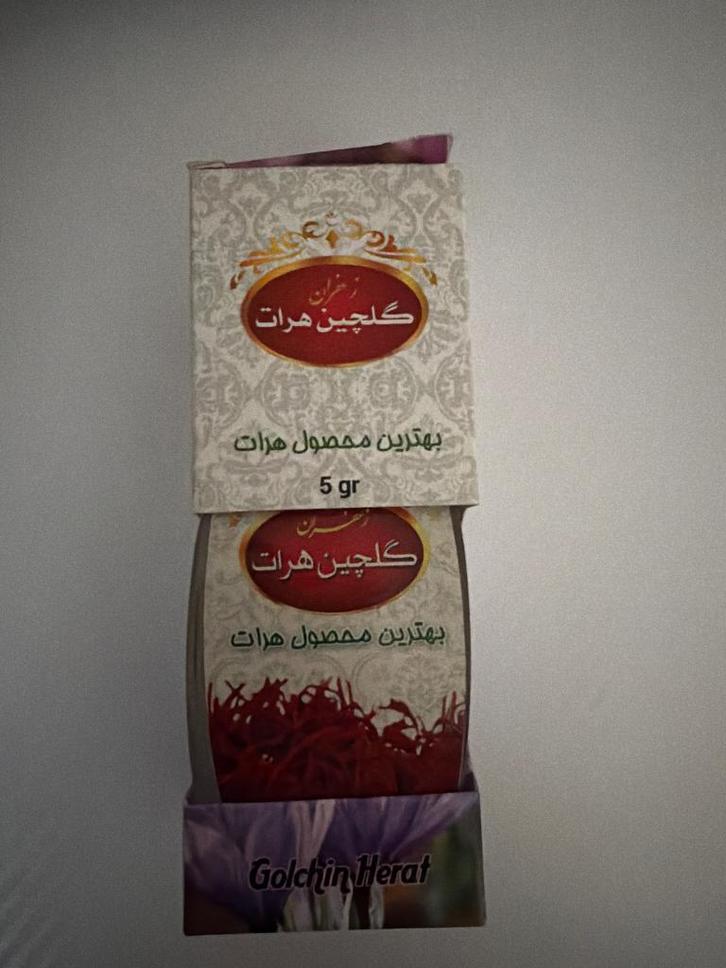 زعفران
گلچین هرات
بهترین محصول هرات
5 gr
زعفران
گلچین هرات
بهترین محصول هرات
Golchin Herat